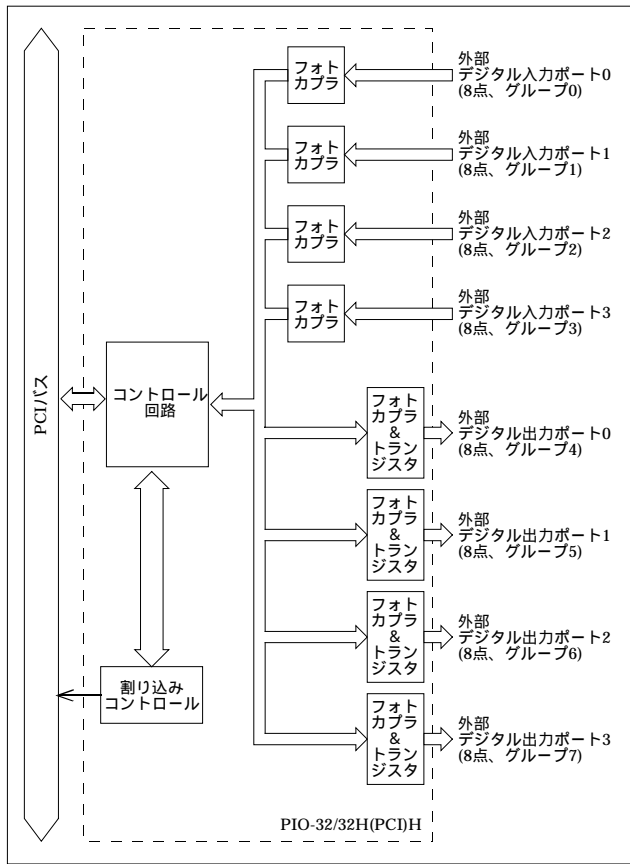 フォト
カプラ
外部
デジタル入力ポート0
(8点、グループ0)
フォト
カプラ
外部
デジタル入力ポート1
(8点、グループ1)
フォト
カプラ
外部
デジタル入力ポート2
(8点、グループ2)
フォト
カプラ
外部
デジタル入力ポート3
(8点、グループ3)
PCIバス
コントロール
回路
フォト
カプラ
&
トラン
ジスタ
外部
デジタル出力ポート0
(8点、グループ4)
フォト
カプラ
&
トラン
ジスタ
外部
デジタル出力ポート1
(8点、グループ5)
フォト
カプラ
&
トラン
ジスタ
外部
デジタル出力ポート2
(8点、グループ6)
割り込み
コントロール
フォト
カプラ
&
トラン
ジスタ
外部
デジタル出力ポート3
(8点、グループ7)
PIO-32/32H(PCI)H